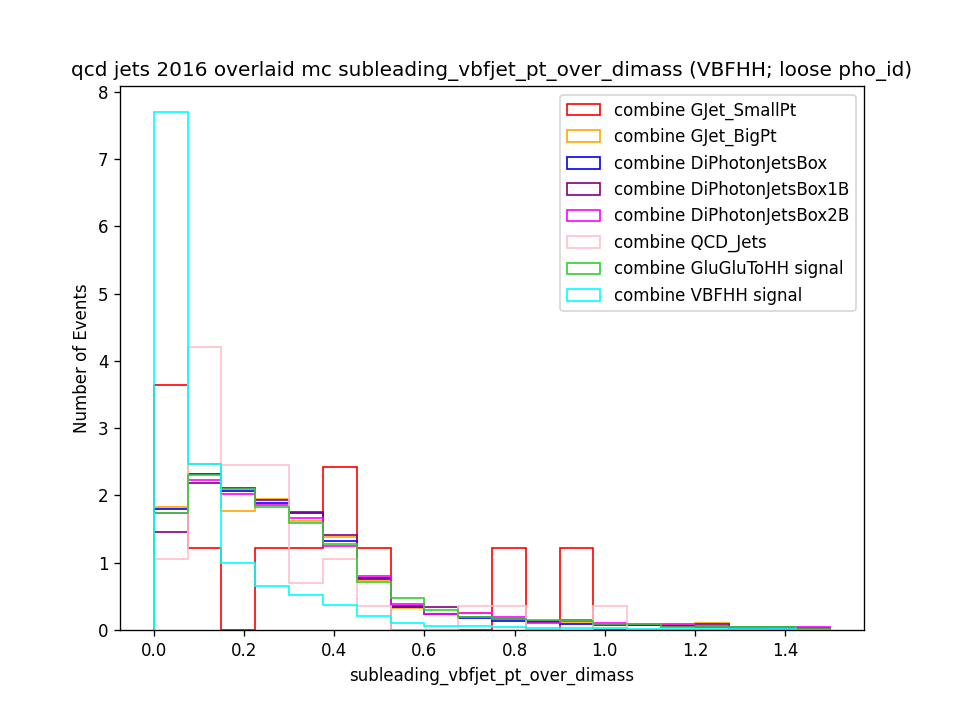 qcd jets 2016 overlaid mc subleading_vbfjet_pt_over_dimass (VBFHH; loose pho_id)
8
7
6
5
4
3
2
1
0
Number of Events
combine GJet_SmallPt
combine GJet_BigPt
combine DiPhotonJetsBox
combine DiPhotonJetsBox1B
combine DiPhotonJetsBox2B
combine QCD_Jets
combine GluGluToHH signal
combine VBFHH signal
0.0 0.2 0.4 0.6 0.8 1.0 1.2 1.4
subleading_vbfjet_pt_over_dimass